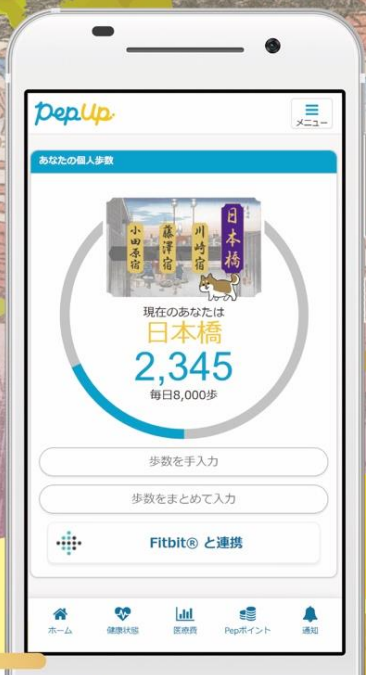 PepUp
メニュー
あなたの個人歩数
日本橋
川崎宿
藤澤宿
小田原宿
現在のあなたは
日本橋
2,345
毎日8,000歩
歩数を手入力
歩数をまとめて入力
Fitbit® と連携
ホーム
健康状態
医療費
Pepポイント
通知